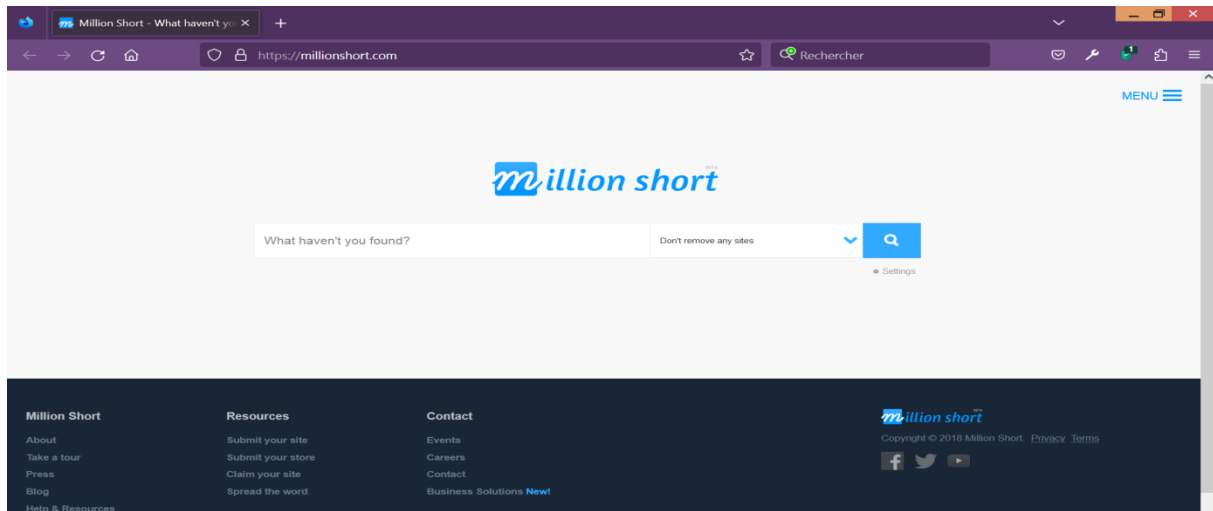 Million Short - What haven't yo
https://millionshort.com
Rechercher
1
MENU
million short
BETA
What haven't you found?
Don't remove any sites
Settings
Million Short
About
Take a tour
Press
Blog
Help & Resources
Resources
Submit your site
Submit your store
Claim your site
Spread the word
Contact
Events
Careers
Contact
Business Solutions New!
million short
BETA
Copyright © 2018 Million Short. Privacy Terms